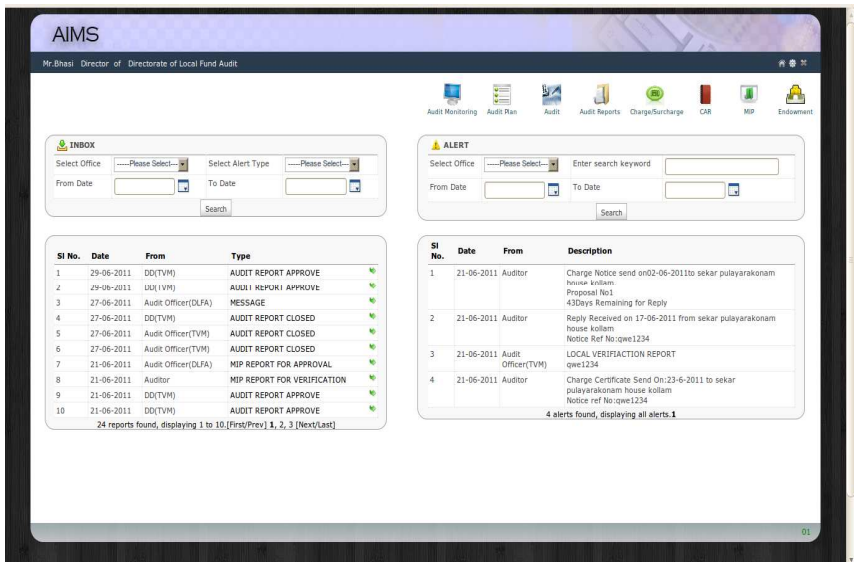 AIMS
Mr.Bhasi Director of Directorate of Local Fund Audit
Audit Monitoring Audit Plan Audit Audit Reports Charge/Surcharge CAR MIP Endowment
INBOX
Select Office -----Please Select--- Select Alert Type -----Please Select---
From Date To Date
Search
Sl No. Date From Type
1 29-06-2011 DD(TVM) AUDIT REPORT APPROVE
2 29-06-2011 DD(TVM) AUDIT REPORT APPROVE
3 27-06-2011 Audit Officer(DLFA) MESSAGE
4 27-06-2011 DD(TVM) AUDIT REPORT CLOSED
5 27-06-2011 Audit Officer(TVM) AUDIT REPORT CLOSED
6 27-06-2011 Audit Officer(TVM) AUDIT REPORT CLOSED
7 21-06-2011 Audit Officer(DLFA) MIP REPORT FOR APPROVAL
8 21-06-2011 Auditor MIP REPORT FOR VERIFICATION
9 21-06-2011 DD(TVM) AUDIT REPORT APPROVE
10 21-06-2011 DD(TVM) AUDIT REPORT APPROVE
24 reports found, displaying 1 to 10.[First/Prev] 1, 2, 3 [Next/Last]
ALERT
Select Office -----Please Select--- Enter search keyword
From Date To Date
Search
Sl No. Date From Description
1 21-06-2011 Auditor Charge Notice send on02-06-2011to sekar pulayarakonam
house kollam
Proposal No1
43Days Remaining for Reply
2 21-06-2011 Auditor Reply Received on 17-06-2011 from sekar pulayarakonam
house kollam
Notice Ref No:qwe1234
3 21-06-2011 Audit Officer(TVM) LOCAL VERIFIACTION REPORT
qwe1234
4 21-06-2011 Auditor Charge Certificate Send On:23-6-2011 to sekar
pulayarakonam house kollam
Notice ref No:qwe1234
4 alerts found, displaying all alerts.1
01